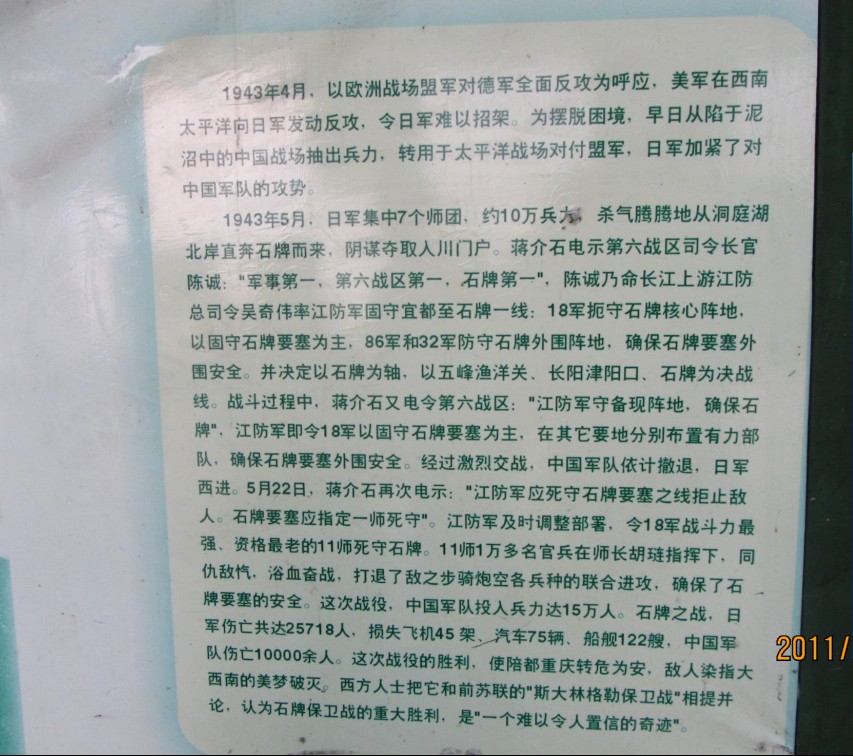 1943年4月，以欧洲战场盟军对德军全面反攻为呼应，美军在西南
太平洋向日军发动反攻，令日军难以招架。为摆脱困境，早日从陷于泥
沼中的中国战场抽出兵力，转用于太平洋战场对付盟军，日军加紧了对
中国军队的攻势。
1943年5月，日军集中7个师团，约10万兵力，杀气腾腾地从洞庭湖
北岸直奔石牌而来，阴谋夺取入川门户。蒋介石电示第六战区司令长官
陈诚："军事第一，第六战区第一，石牌第一"，陈诚乃命长江上游江防
总司令吴奇伟率江防军固守宜都至石牌一线：18军扼守石牌核心阵地，
以固守石牌要塞为主，86军和32军防守石牌外围阵地，确保石牌要塞外
围安全。并决定以石牌为轴，以五峰渔洋关、长阳津阳口、石牌为决战
线。战斗过程中，蒋介石又电令第六战区："江防军守备现阵地，确保石
牌"，江防军即令18军以固守石牌要塞为主，在其它要地分别布置有力部
队，确保石牌要塞外围安全。经过激烈交战，中国军队依计撤退，日军
西进。5月22日，蒋介石再次电示："江防军应死守石牌要塞之线拒止敌
人。石牌要塞应指定一师死守"。江防军及时调整部署，令18军战斗力最
强、资格最老的11师死守石牌。11师1万多名官兵在师长胡琏指挥下，同
仇敌忾，浴血奋战，打退了敌之步骑炮空各兵种的联合进攻，确保了石
牌要塞的安全。这次战役，中国军队投入兵力达15万人。石牌之战，日
军伤亡共达25718人，损失飞机45架、汽车75辆、船舰122艘，中国军
队伤亡10000余人。这次战役的胜利，使陪都重庆转危为安，敌人染指大
西南的美梦破灭。西方人士把它和前苏联的"斯大林格勒保卫战"相提并
论，认为石牌保卫战的重大胜利，是"一个难以令人置信的奇迹"。
2011/